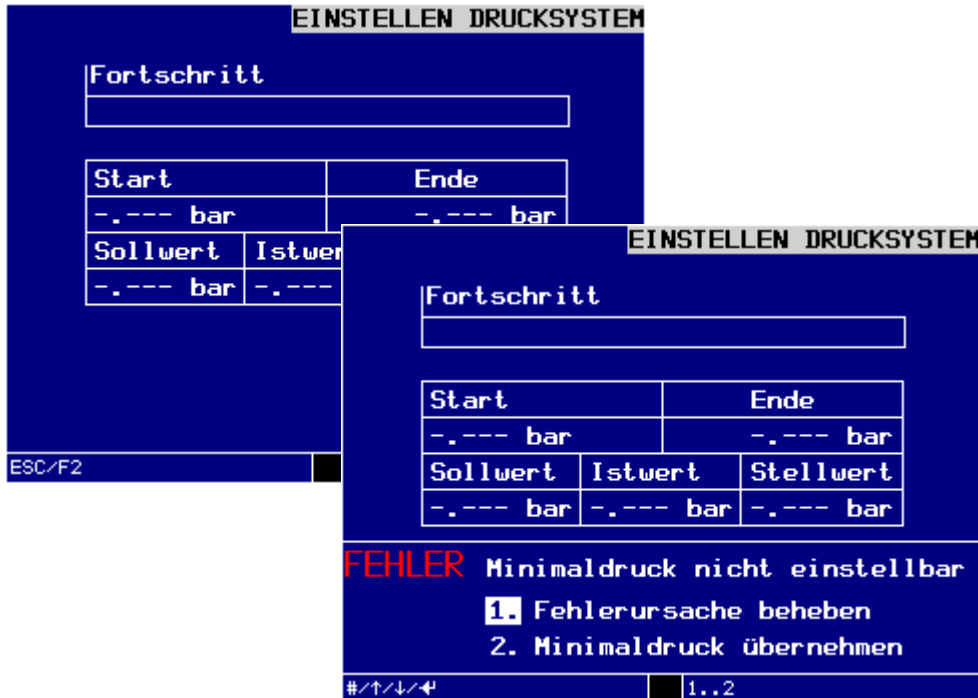 EINSTELLEN DRUCKSYSTEM
Fortschritt
Start Ende
-.--- bar -.--- bar
Sollwert Istwer
-.--- bar -.---
ESC/F2
EINSTELLEN DRUCKSYSTEM
Fortschritt
Start Ende
-.--- bar -.--- bar
Sollwert Istwert Stellwert
-.--- bar -.--- bar -.--- bar
FEHLER Minimaldruck nicht einstellbar
1. Fehlerursache beheben
2. Minimaldruck übernehmen
#/↑/↓/↵ 1..2